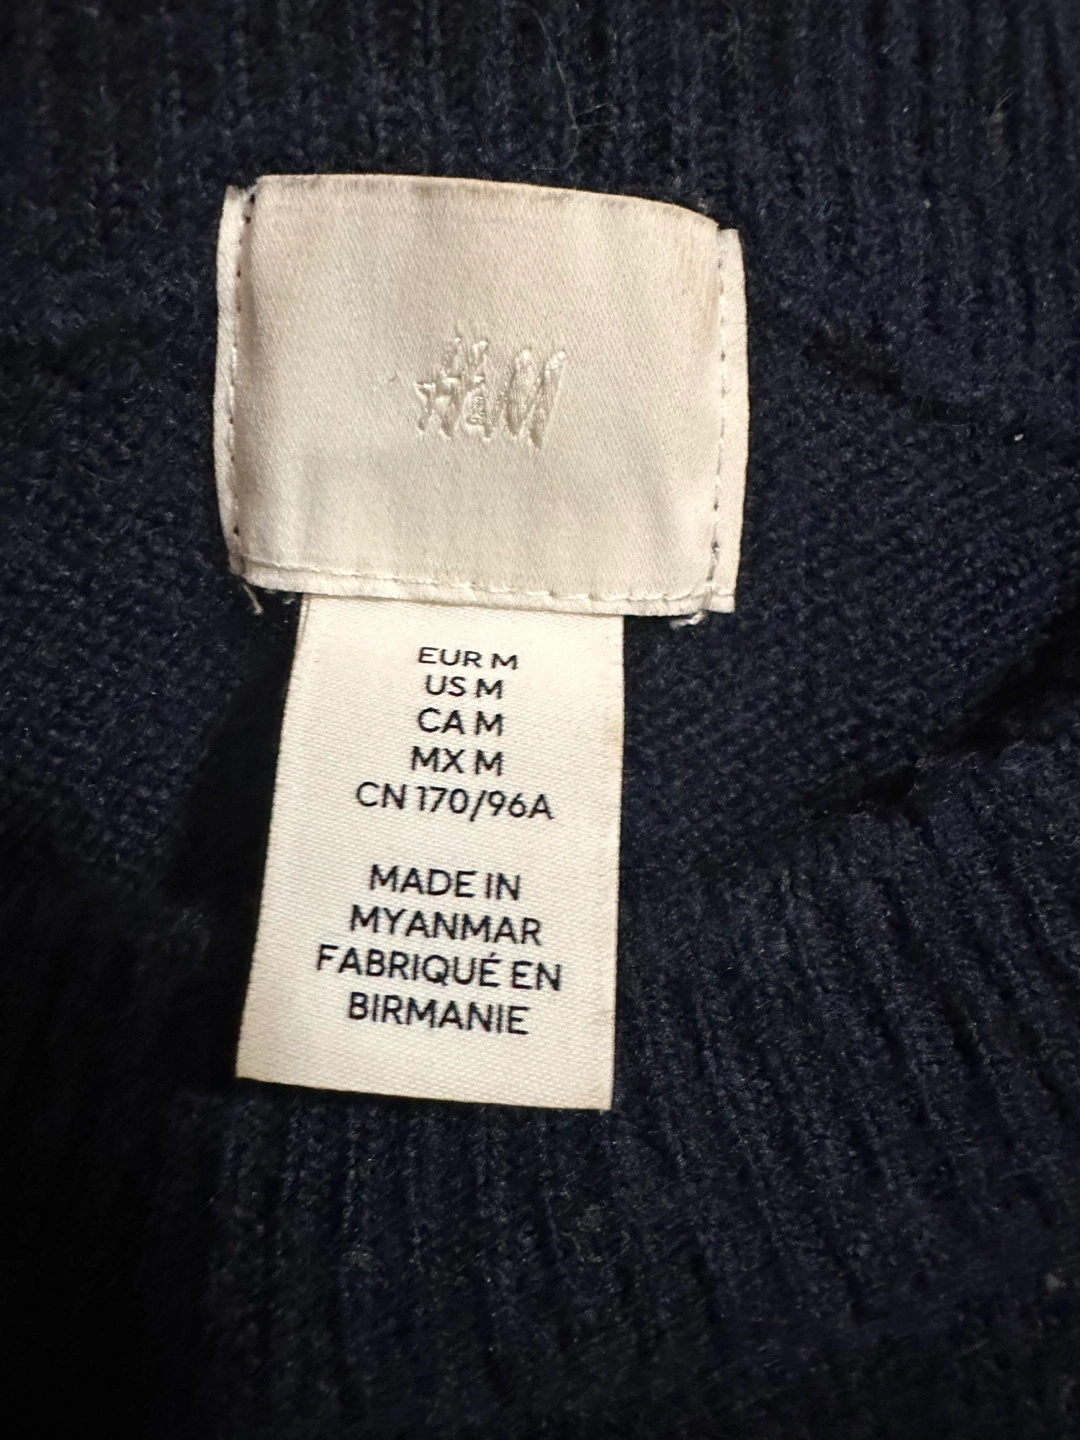 H&M
EUR M
US M
CA M
MX M
CN 170/96A
MADE IN
MYANMAR
FABRIQUÉ EN
BIRMANIE